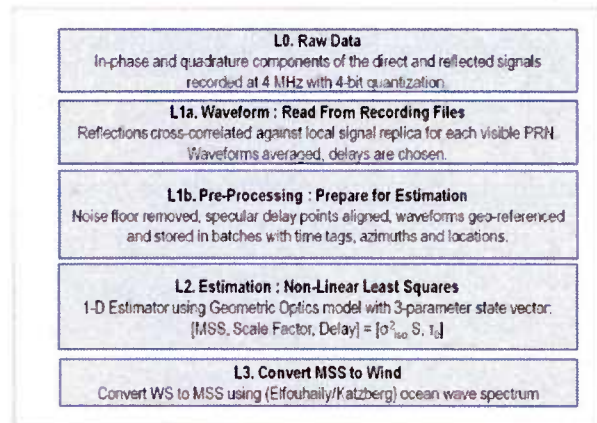 L0. Raw Data
In-phase and quadrature components of the direct and reflected signals
recorded at 4 MHz with 4-bit quantization.
L1a. Waveform : Read From Recording Files
Reflections cross-correlated against local signal replica for each visible PRN.
Waveforms averaged, delays are chosen.
L1b. Pre-Processing : Prepare for Estimation
Noise floor removed, specular delay points aligned, waveforms geo-referenced
and stored in batches with time tags, azimuths and locations.
L2. Estimation : Non-Linear Least Squares
1-D Estimator using Geometric Optics model with 3-parameter state vector.
[MSS, Scale Factor, Delay] = [σ²iso S, τc]
L3. Convert MSS to Wind
Convert WS to MSS using (Elfouhaily/Katzberg) ocean wave spectrum